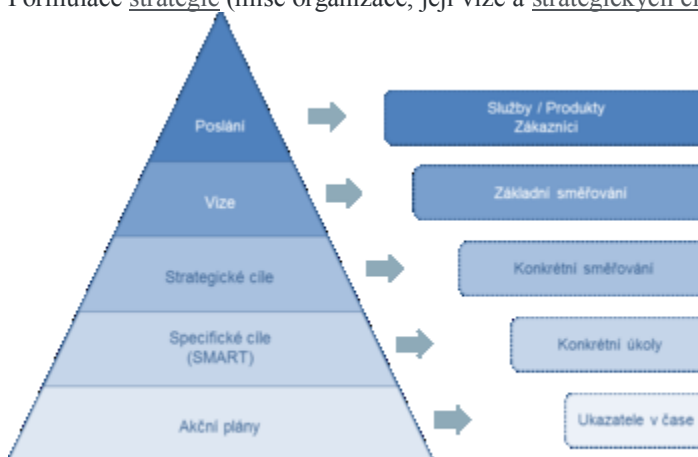 Formulace strategie (mise organizace, její vize a strategických
Poslání
Služby / Produkty
Zákazníci
Vize
Základní směřování
Strategické cíle
Konkrétní směřování
Specifické cíle
(SMART)
Konkrétní úkoly
Akční plány
Ukazatele v čase